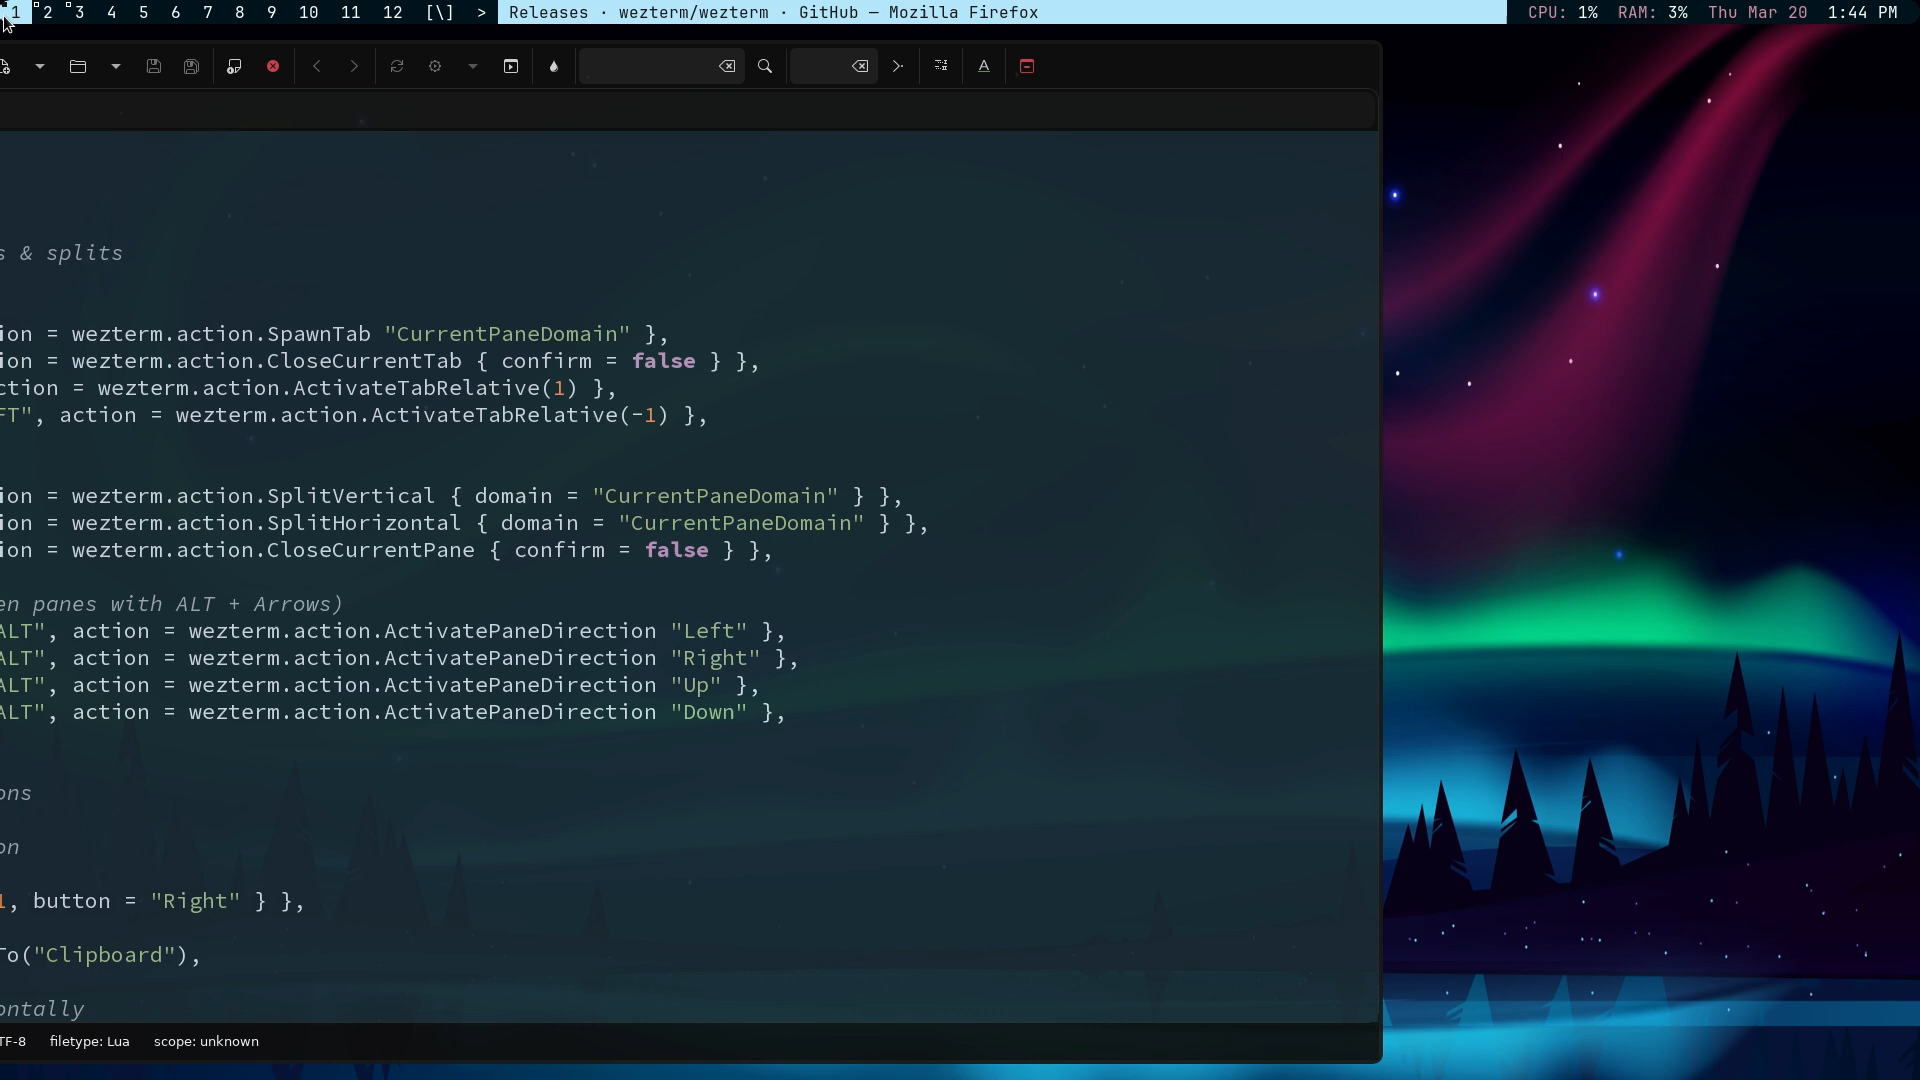 1 2 3 4 5 6 7 8 9 10 11 12 [\] > Releases · wezterm/wezterm · GitHub — Mozilla Firefox CPU: 1% RAM: 3% Thu Mar 20 1:44 PM
s & splits
ion = wezterm.action.SpawnTab "CurrentPaneDomain" },
ion = wezterm.action.CloseCurrentTab { confirm = false } },
ction = wezterm.action.ActivateTabRelative(1) },
FT", action = wezterm.action.ActivateTabRelative(-1) },
ion = wezterm.action.SplitVertical { domain = "CurrentPaneDomain" } },
ion = wezterm.action.SplitHorizontal { domain = "CurrentPaneDomain" } },
ion = wezterm.action.CloseCurrentPane { confirm = false } },
en panes with ALT + Arrows)
ALT", action = wezterm.action.ActivatePaneDirection "Left" },
ALT", action = wezterm.action.ActivatePaneDirection "Right" },
ALT", action = wezterm.action.ActivatePaneDirection "Up" },
ALT", action = wezterm.action.ActivatePaneDirection "Down" },
ons
on
1, button = "Right" } },
To("Clipboard"),
ontally
TF-8 filetype: Lua scope: unknown